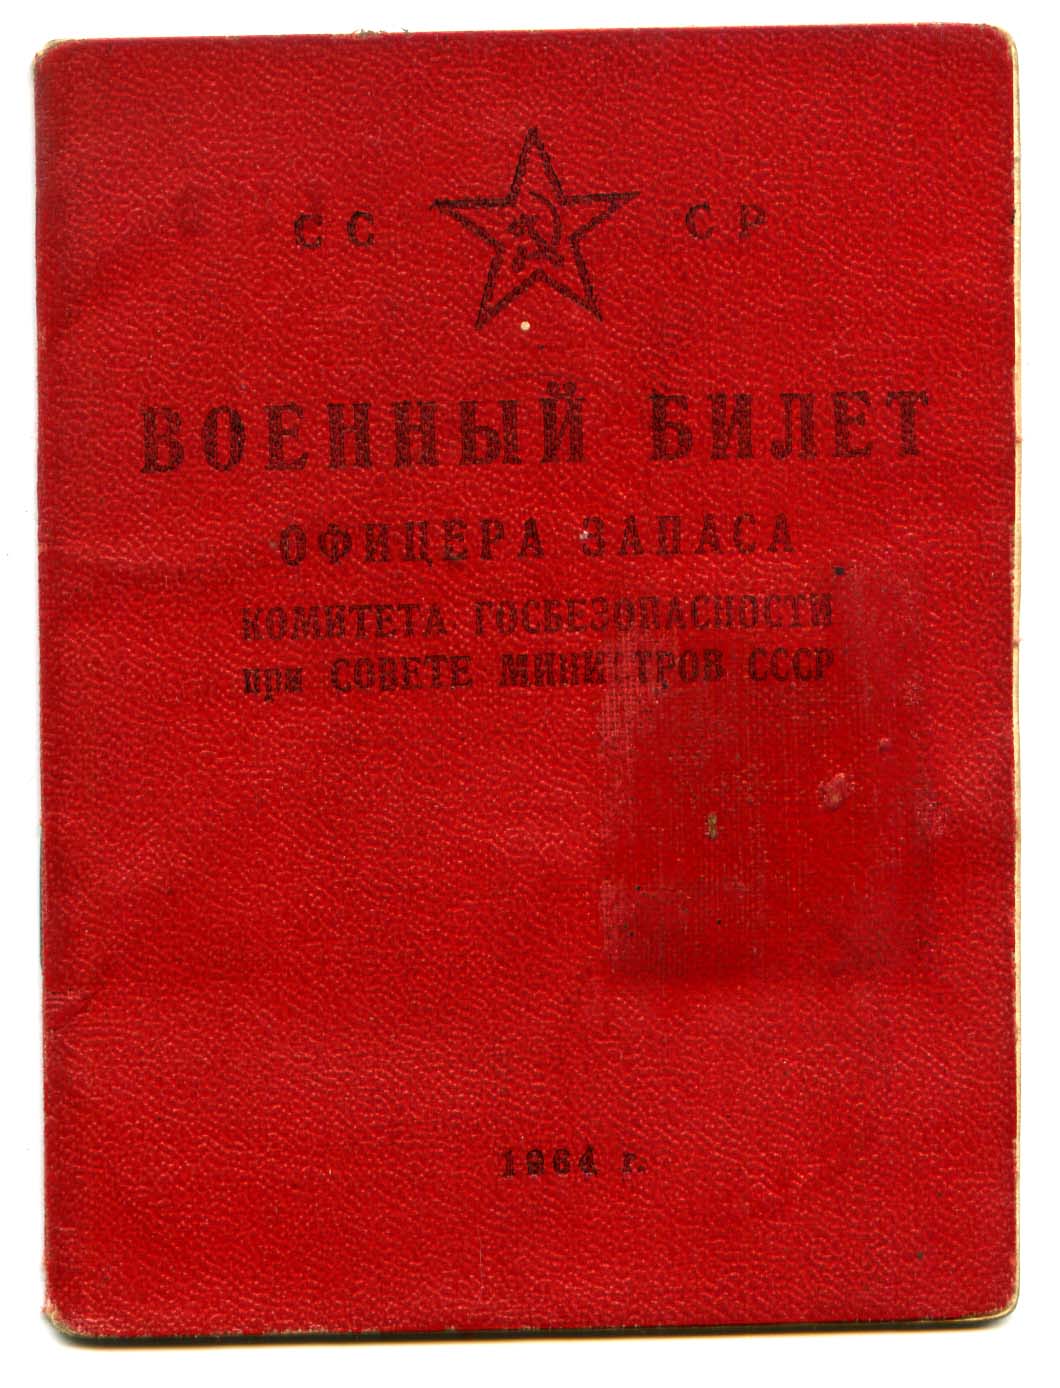 СС СР
ВОЕННЫЙ БИЛЕТ
ОФИЦЕРА ЗАПАСА
КОМИТЕТА ГОСБЕЗОПАСНОСТИ
при СОВЕТЕ МИНИСТРОВ СССР
1964 г.